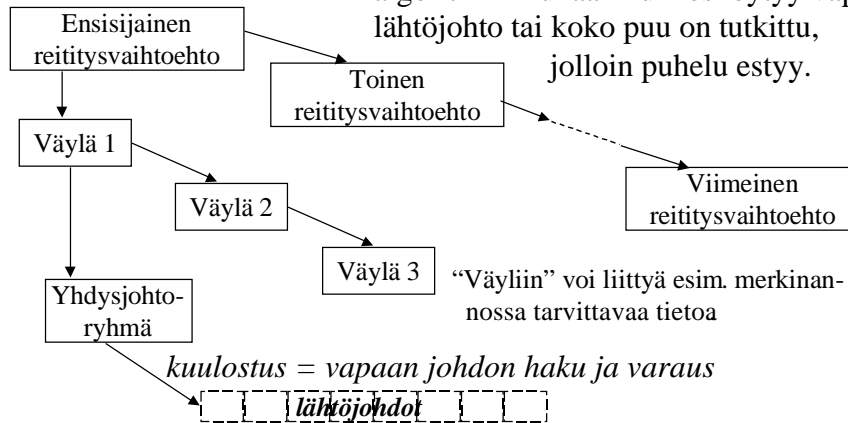 lähtöjohto tai koko puu on tutkittu,
jolloin puhelu estyy.
Ensisijainen
reititysvaihtoehto
Toinen
reititysvaihtoehto
Viimeinen
reititysvaihtoehto
Väylä 1
Väylä 2
Väylä 3
“Väyliin” voi liittyä esim. merkinan-
nossa tarvittavaa tietoa
Yhdysjohto-
ryhmä
kuulostus = vapaan johdon haku ja varaus
lähtöjohdot